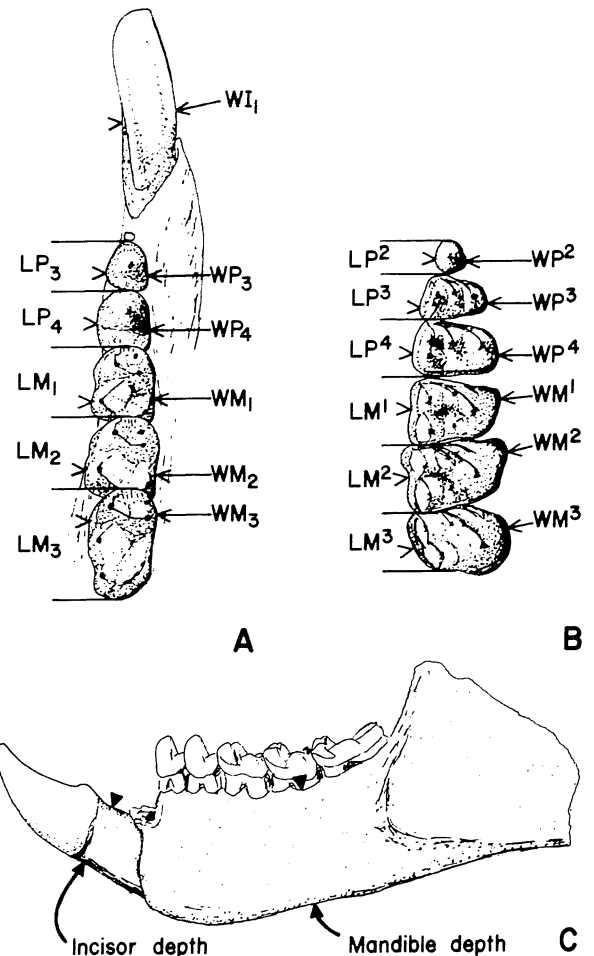 WI₁
LP₃ WP₃
LP₄ WP₄
LM₁ WM₁
LM₂ WM₂
LM₃ WM₃
A
LP² WP²
LP³ WP³
LP⁴ WP⁴
LM¹ WM¹
LM² WM²
LM³ WM³
B
Incisor depth
Mandible depth
C